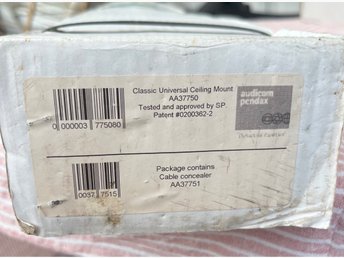 Classic Universal Ceiling Mount
AA37750
Tested and approved by SP
Patent #0200362-2
0 000003 775080
audicom
pendax
Package contains
Cable concealer
AA37751
0037 7515